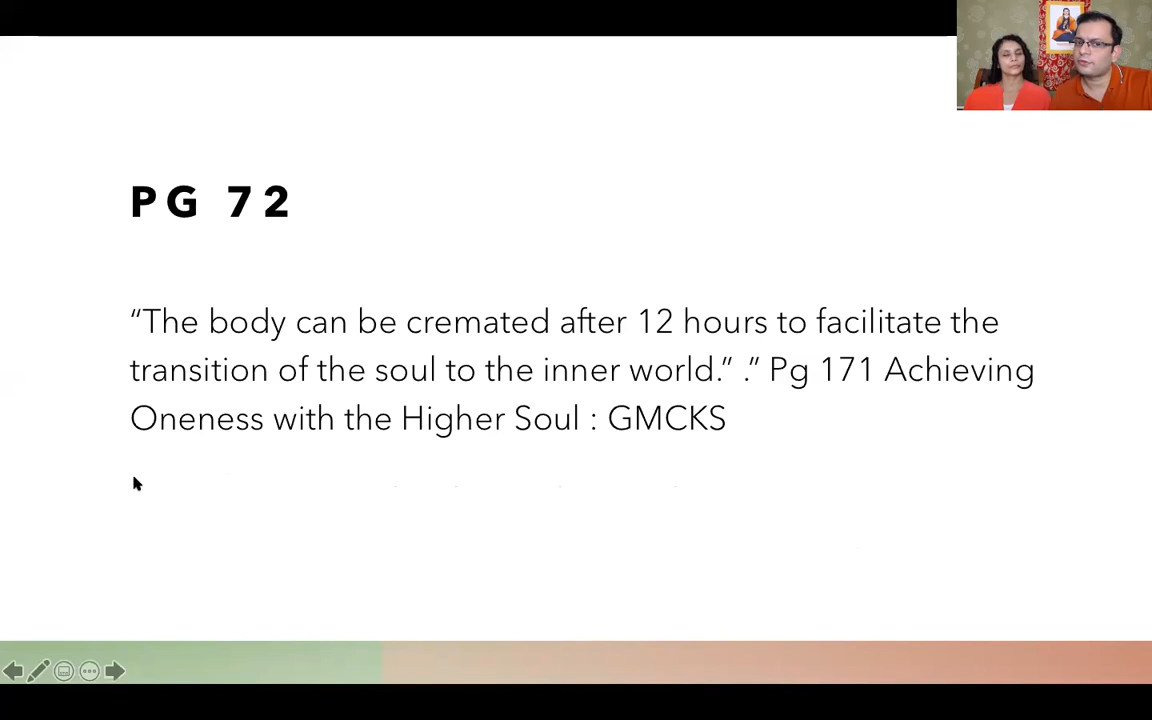 PG 72
“The body can be cremated after 12 hours to facilitate the
transition of the soul to the inner world.” .” Pg 171 Achieving
Oneness with the Higher Soul : GMCKS